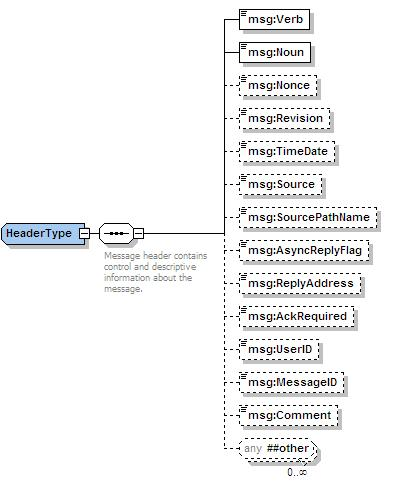 msg:Verb
msg:Noun
msg:Nonce
msg:Revision
msg:TimeDate
msg:Source
msg:SourcePathName
HeaderType
Message header contains
control and descriptive
information about the
message.
msg:AsyncReplyFlag
msg:ReplyAddress
msg:AckRequired
msg:UserID
msg:MessageID
msg:Comment
any ##other
0..∞